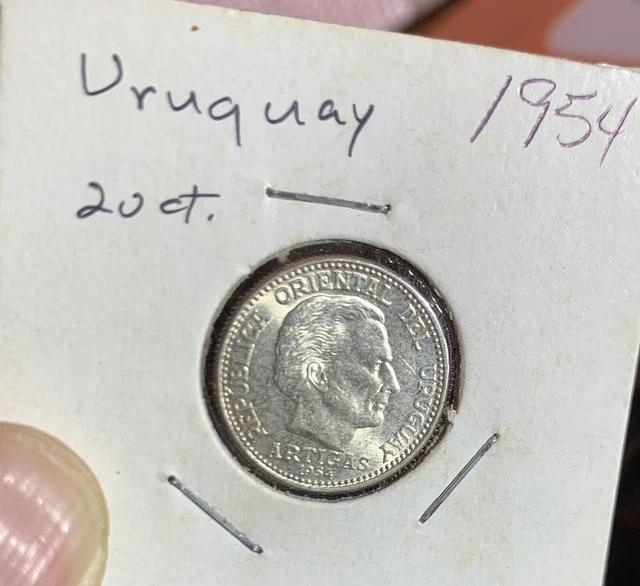 Uruguay 1954
20 ct.
REPUBLICA ORIENTAL DEL URUGUAY
ARTIGAS